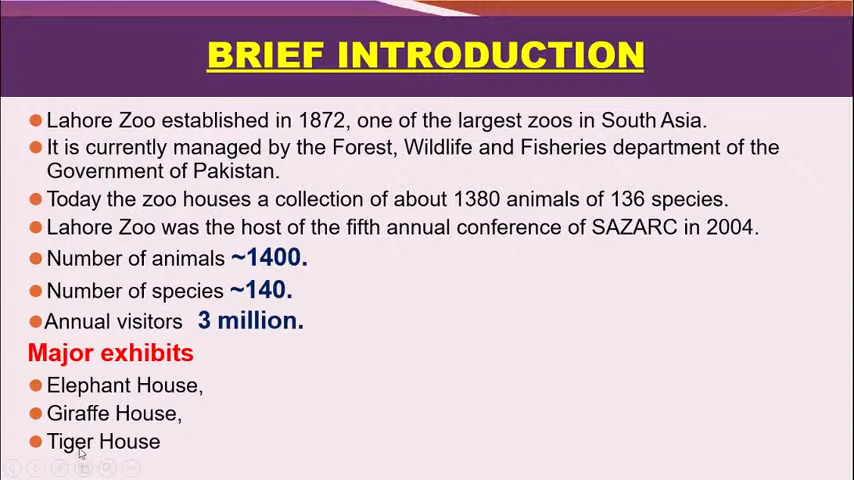 BRIEF INTRODUCTION
Lahore Zoo established in 1872, one of the largest zoos in South Asia.
It is currently managed by the Forest, Wildlife and Fisheries department of the
Government of Pakistan.
Today the zoo houses a collection of about 1380 animals of 136 species.
Lahore Zoo was the host of the fifth annual conference of SAZARC in 2004.
Number of animals ~1400.
Number of species ~140.
Annual visitors 3 million.
Major exhibits
Elephant House,
Giraffe House,
Tiger House